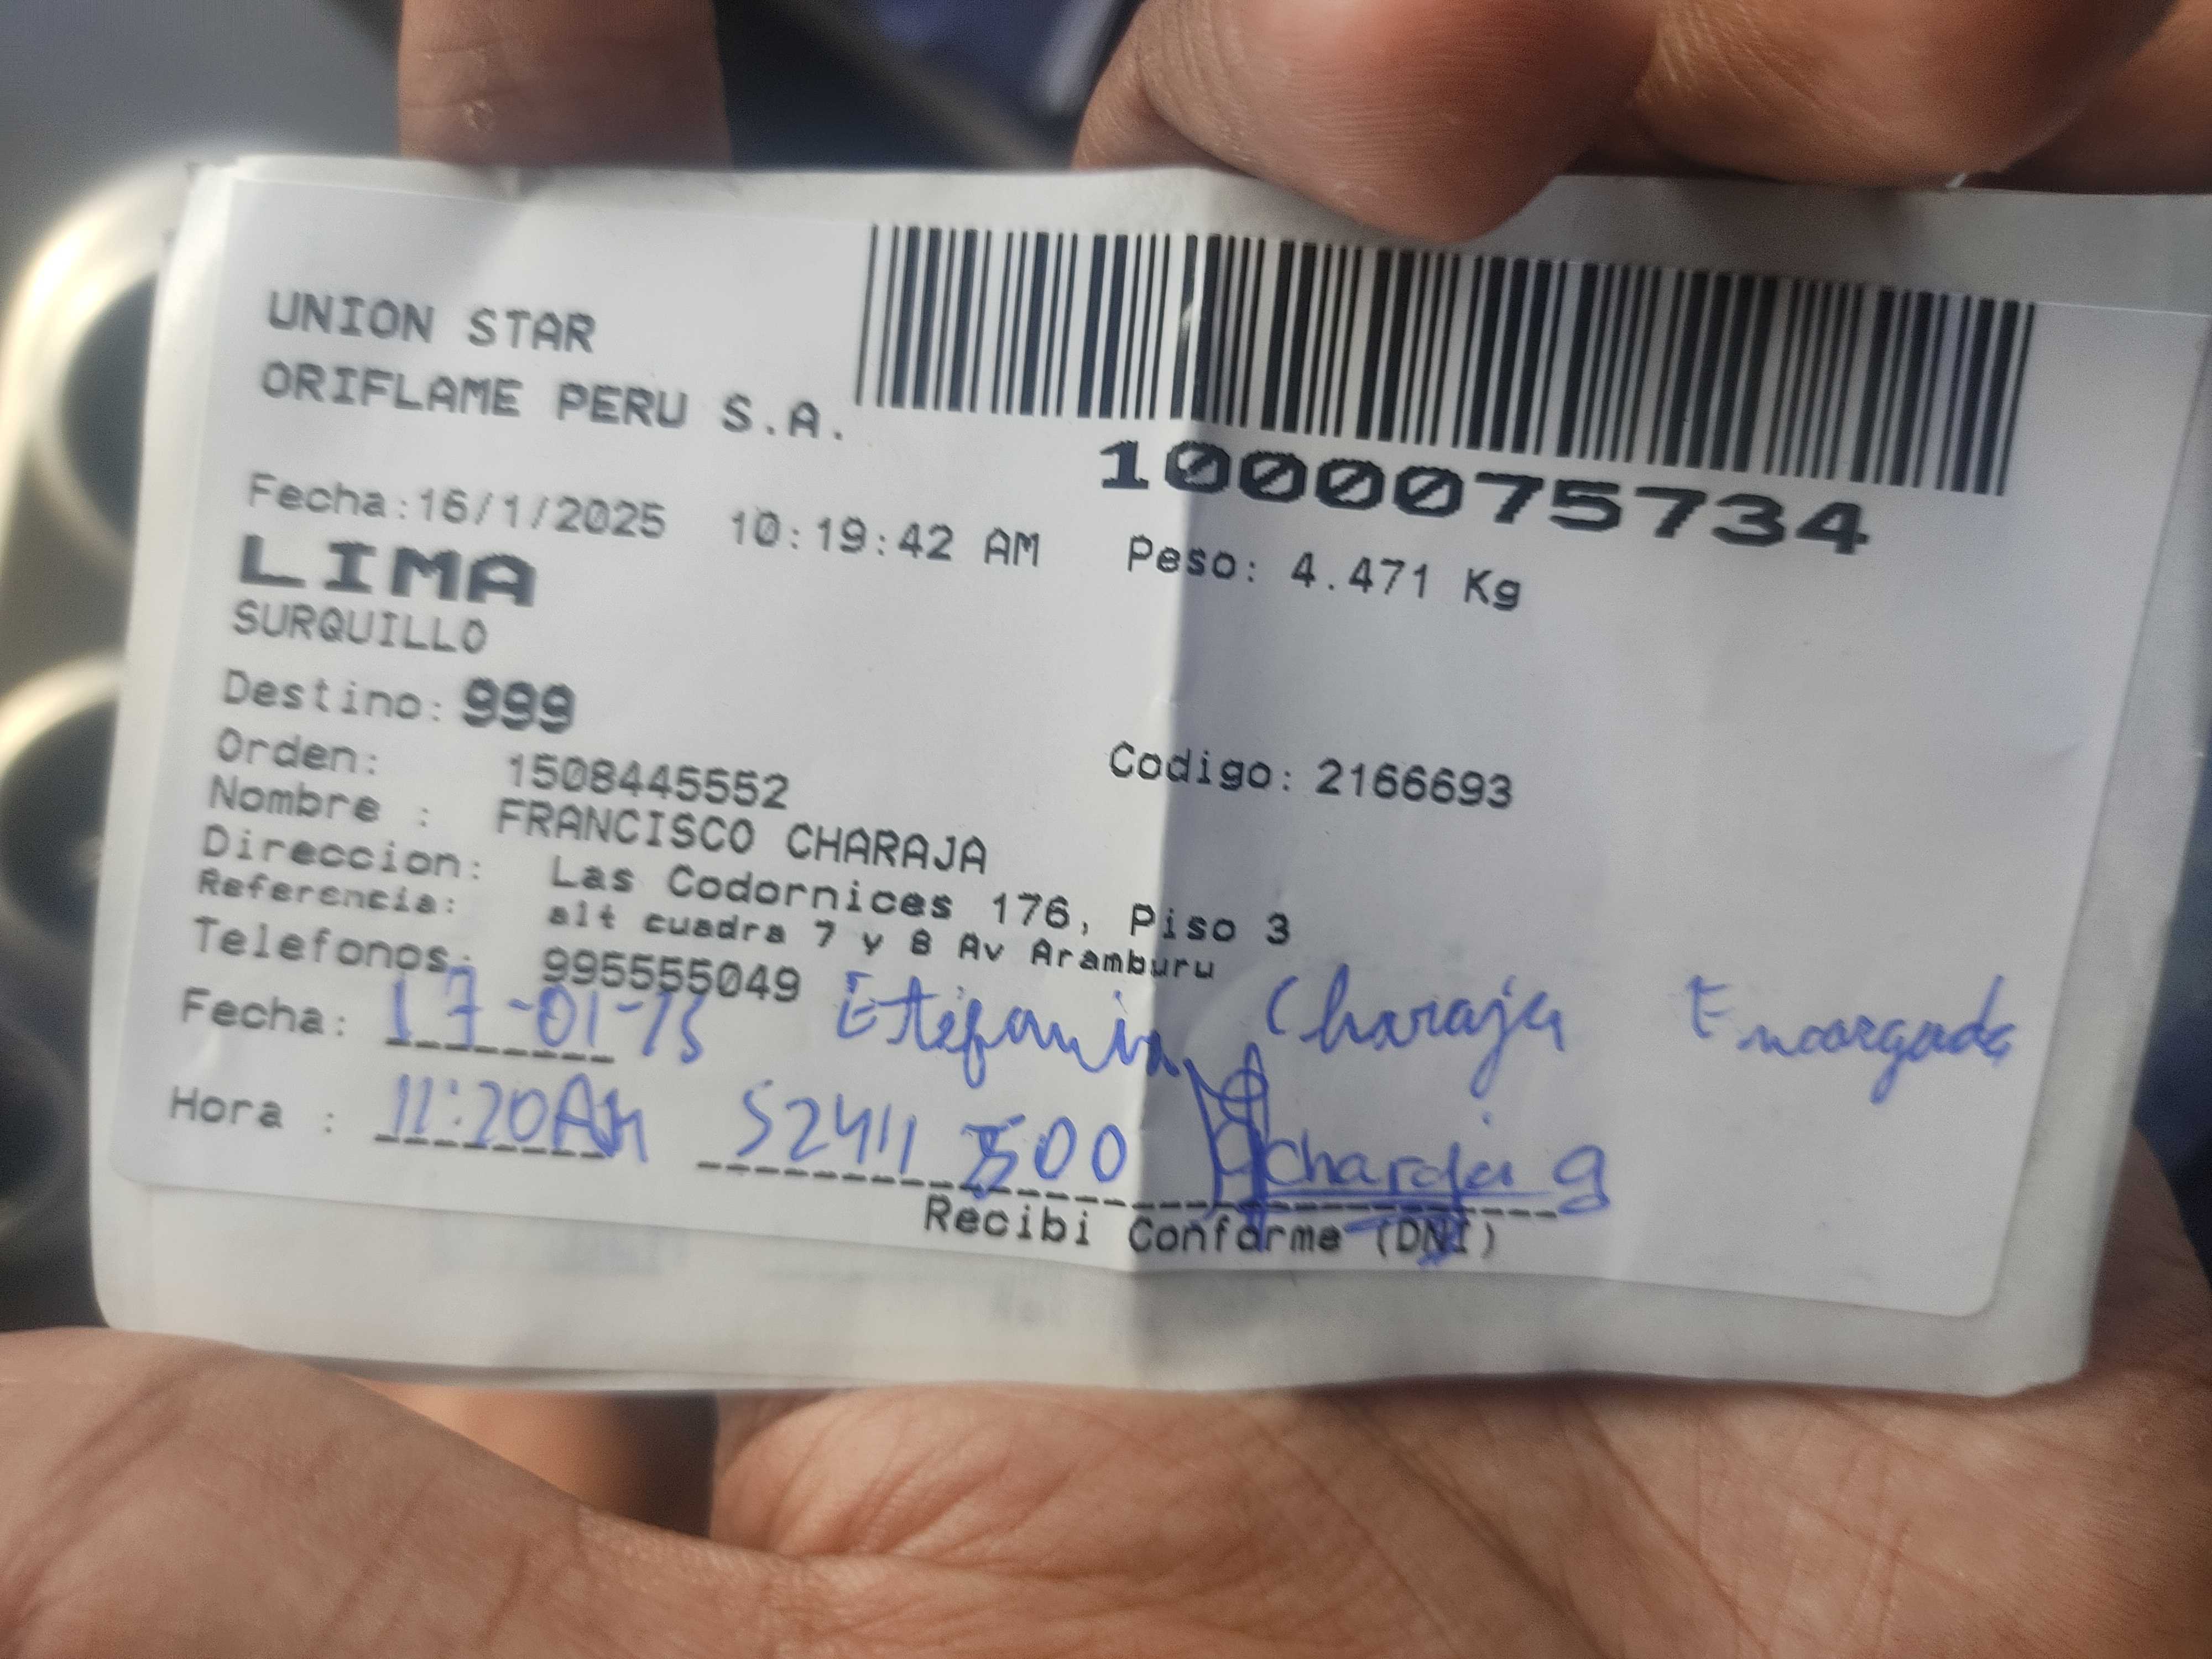 UNION STAR
ORIFLAME PERU S.A.
1000075734
Fecha:16/1/2025 10:19:42 AM Peso: 4.471 Kg
LIMA
SURQUILLO
Destino: 999
Orden: 1508445552 Codigo: 2166693
Nombre : FRANCISCO CHARAJA
Direccion: Las Codornices 176, Piso 3
Referencia: alt cuadra 7 y 8 Av Aramburu
Telefonos: 995555049
Fecha: 17-01-25 Estefania Charaja Encargada
Hora : 11:20AM 52411 500 Charaja g
Recibi Conforme (DNI)